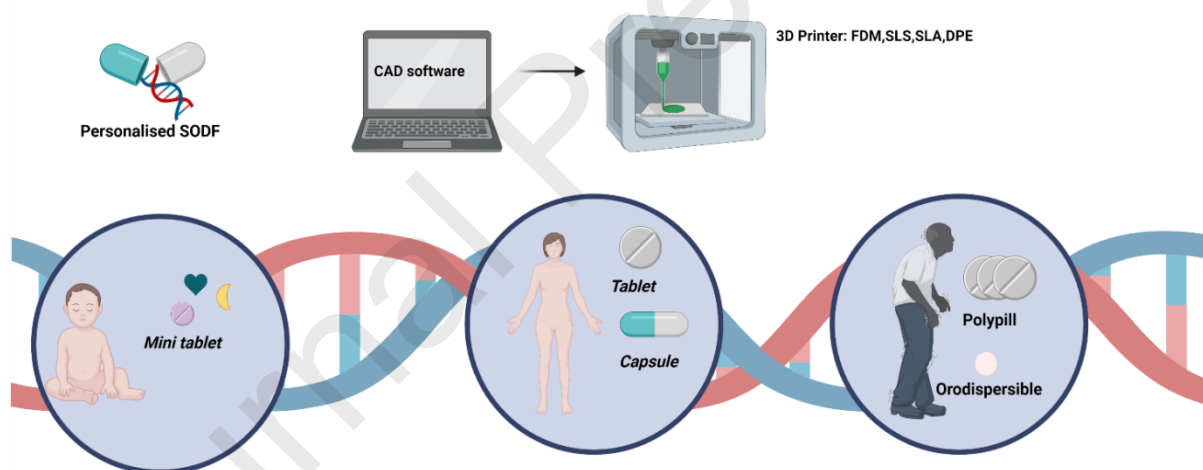 3D Printer: FDM,SLS,SLA,DPE
CAD software
Personalised SODF
Mini tablet
Tablet
Capsule
Polypill
Orodispersible